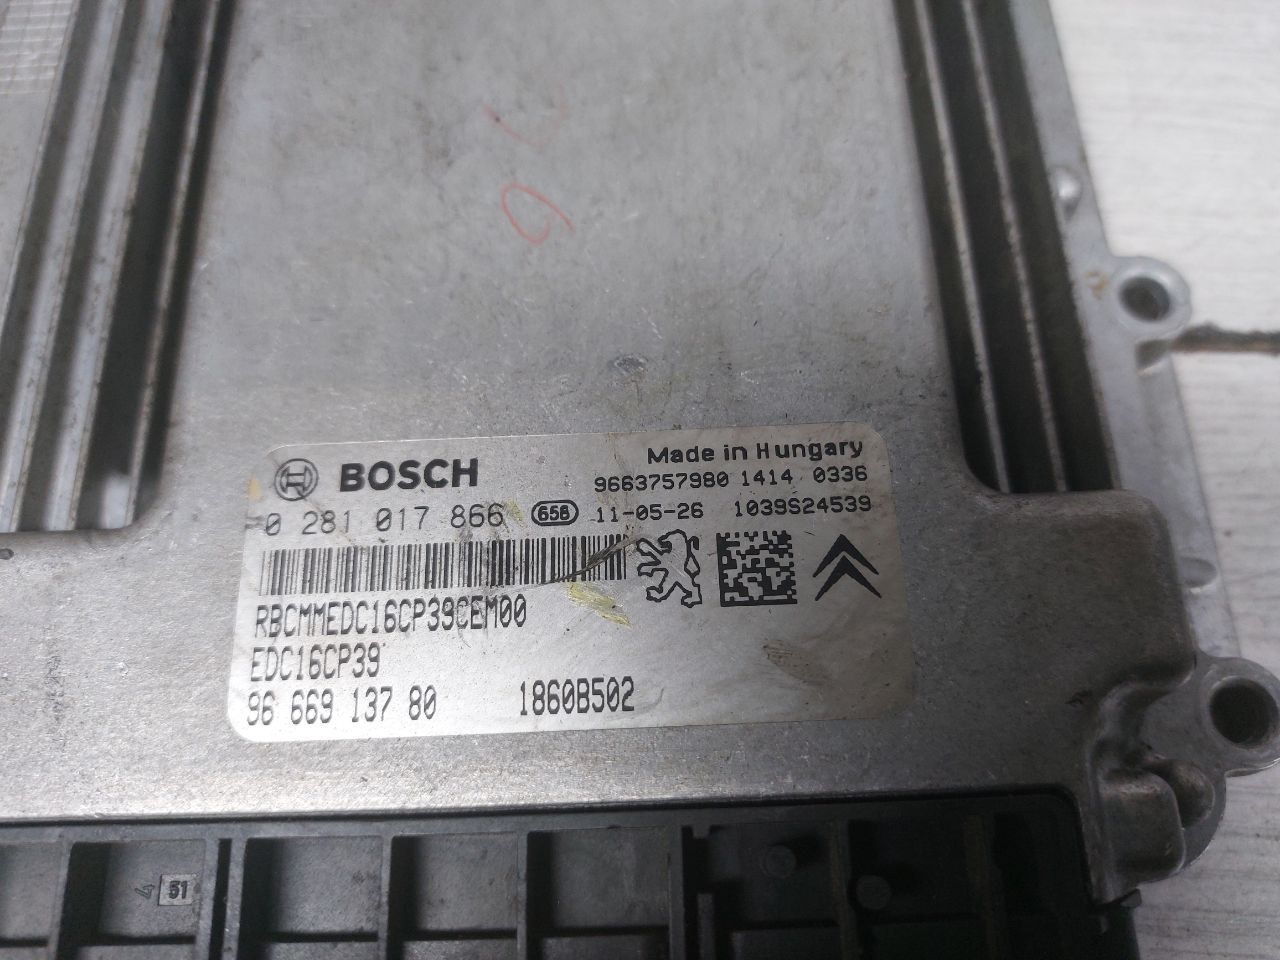 BOSCH
Made in Hungary
9663757980 1414 0336
0 281 017 866 658 11-05-26 1039S24539
RBCMMEDC16CP39CEM00
EDC16CP39
96 669 137 80 1860B502
51